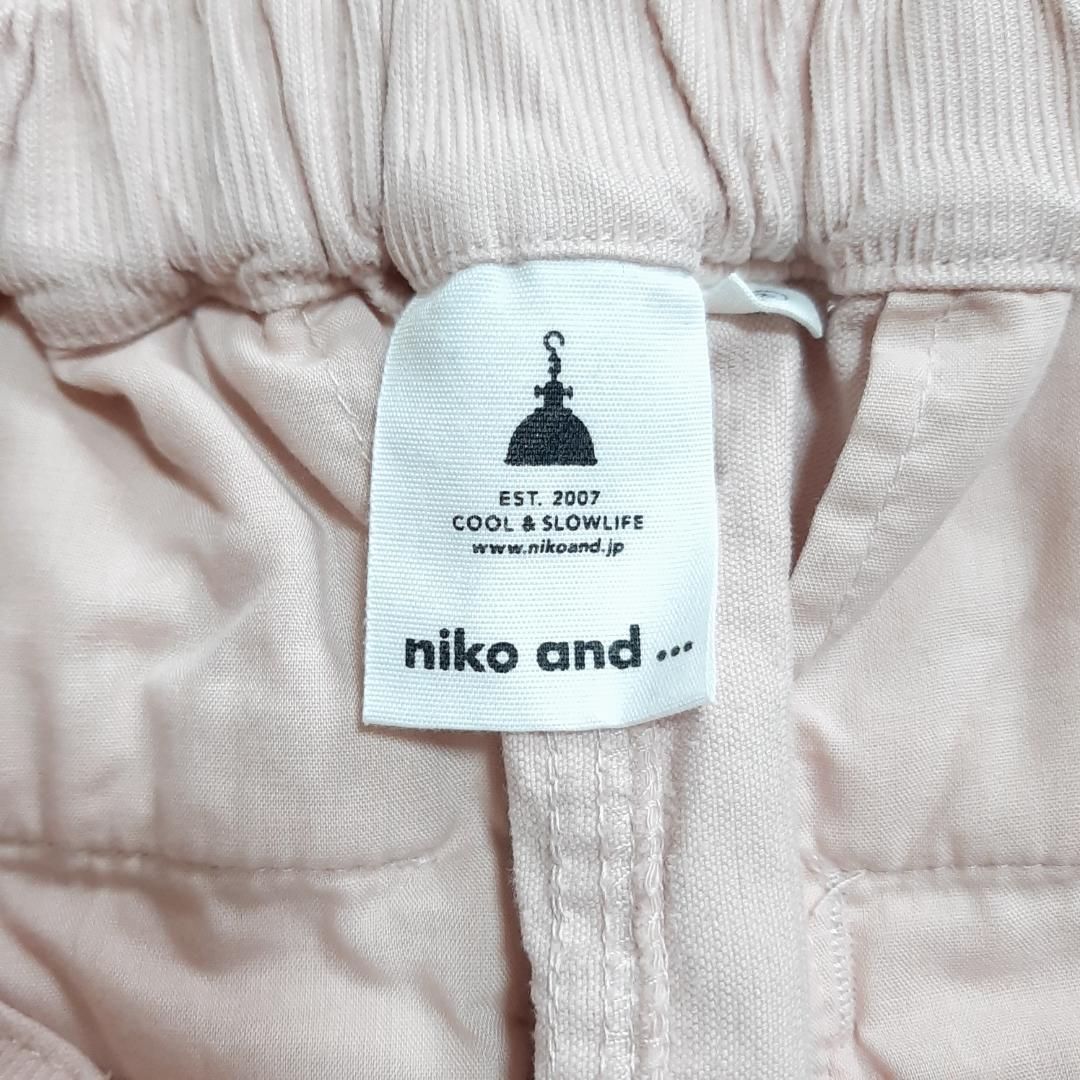 EST. 2007
COOL & SLOWLIFE
www.nikoand.jp
niko and ...